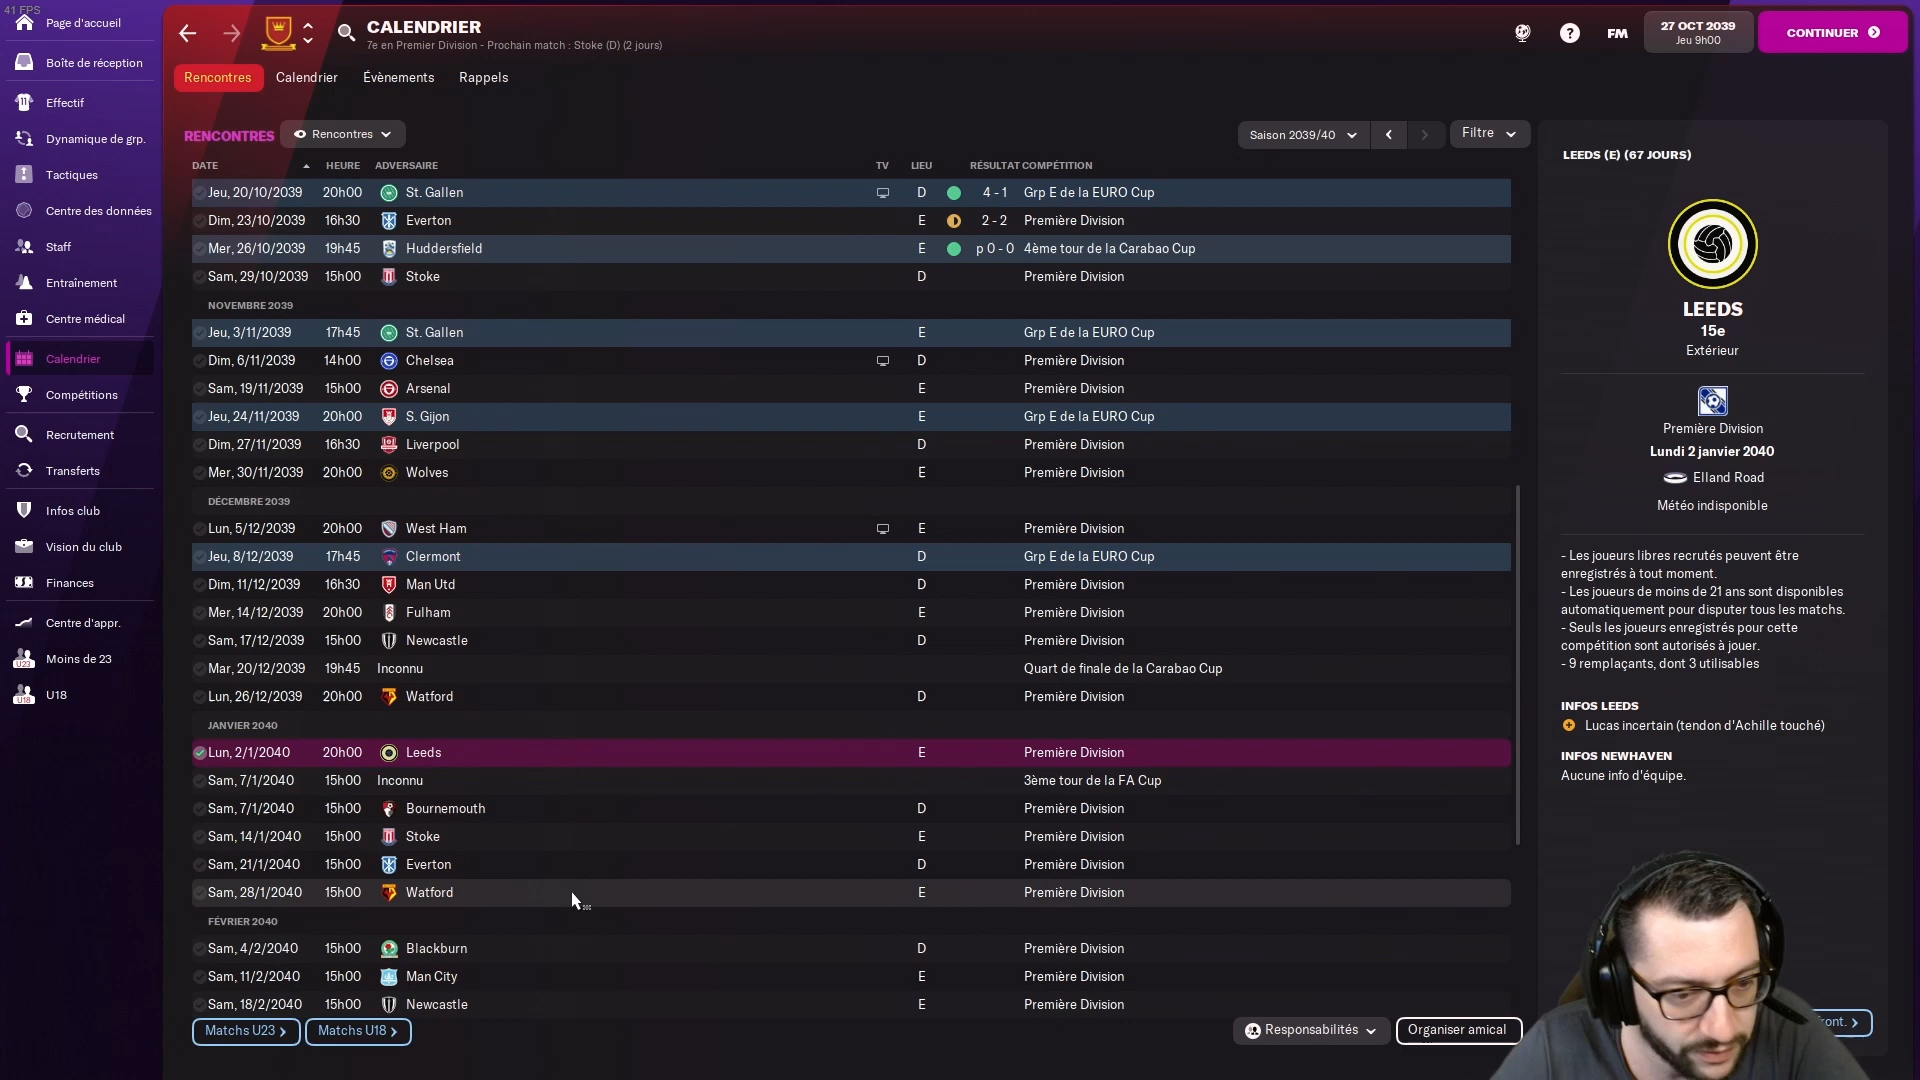 41 FPS
Page d'accueil
Boîte de réception
Effectif
Dynamique de grp.
Tactiques
Centre des données
Staff
Entraînement
Centre médical
Calendrier
Compétitions
Recrutement
Transferts
Infos club
Vision du club
Finances
Centre d'appr.
Moins de 23
U18
CALENDRIER
7e en Premier Division - Prochain match : Stoke (D) (2 jours)
FM
27 OCT 2039
Jeu 9h00
CONTINUER
Rencontres Calendrier Évènements Rappels
RENCONTRES Rencontres Saison 2039/40 Filtre
DATE HEURE ADVERSAIRE TV LIEU RÉSULTAT COMPÉTITION
Jeu, 20/10/2039 20h00 St. Gallen D 4 - 1 Grp E de la EURO Cup
Dim, 23/10/2039 16h30 Everton E 2 - 2 Première Division
Mer, 26/10/2039 19h45 Huddersfield E p 0 - 0 4ème tour de la Carabao Cup
Sam, 29/10/2039 15h00 Stoke D Première Division
NOVEMBRE 2039
Jeu, 3/11/2039 17h45 St. Gallen E Grp E de la EURO Cup
Dim, 6/11/2039 14h00 Chelsea D Première Division
Sam, 19/11/2039 15h00 Arsenal E Première Division
Jeu, 24/11/2039 20h00 S. Gijon E Grp E de la EURO Cup
Dim, 27/11/2039 16h30 Liverpool D Première Division
Mer, 30/11/2039 20h00 Wolves E Première Division
DÉCEMBRE 2039
Lun, 5/12/2039 20h00 West Ham E Première Division
Jeu, 8/12/2039 17h45 Clermont D Grp E de la EURO Cup
Dim, 11/12/2039 16h30 Man Utd D Première Division
Mer, 14/12/2039 20h00 Fulham E Première Division
Sam, 17/12/2039 15h00 Newcastle D Première Division
Mar, 20/12/2039 19h45 Inconnu Quart de finale de la Carabao Cup
Lun, 26/12/2039 20h00 Watford D Première Division
JANVIER 2040
Lun, 2/1/2040 20h00 Leeds E Première Division
Sam, 7/1/2040 15h00 Inconnu 3ème tour de la FA Cup
Sam, 7/1/2040 15h00 Bournemouth D Première Division
Sam, 14/1/2040 15h00 Stoke E Première Division
Sam, 21/1/2040 15h00 Everton D Première Division
Sam, 28/1/2040 15h00 Watford E Première Division
FÉVRIER 2040
Sam, 4/2/2040 15h00 Blackburn D Première Division
Sam, 11/2/2040 15h00 Man City E Première Division
Sam, 18/2/2040 15h00 Newcastle E Première Division
Matchs U23 Matchs U18 Responsabilités Organiser amical
LEEDS (E) (67 JOURS)
LEEDS
15e
Extérieur
Première Division
Lundi 2 janvier 2040
Elland Road
Météo indisponible
- Les joueurs libres recrutés peuvent être
enregistrés à tout moment.
- Les joueurs de moins de 21 ans sont disponibles
automatiquement pour disputer tous les matchs.
- Seuls les joueurs enregistrés pour cette
compétition sont autorisés à jouer.
- 9 remplaçants, dont 3 utilisables
INFOS LEEDS
Lucas incertain (tendon d'Achille touché)
INFOS NEWHAVEN
Aucune info d'équipe.